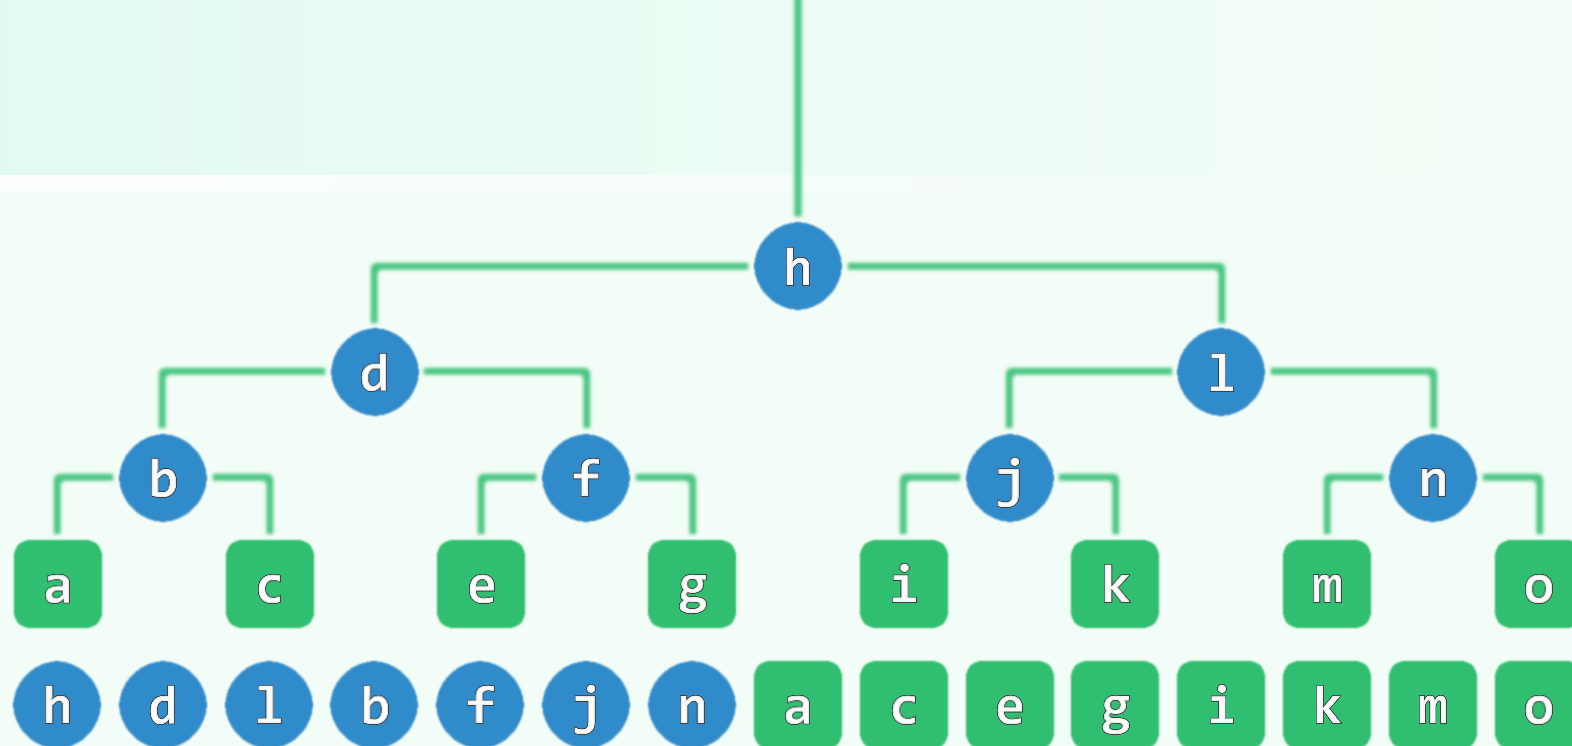 h
d l
b f j n
a c e g i k m o
h d l b f j n a c e g i k m o